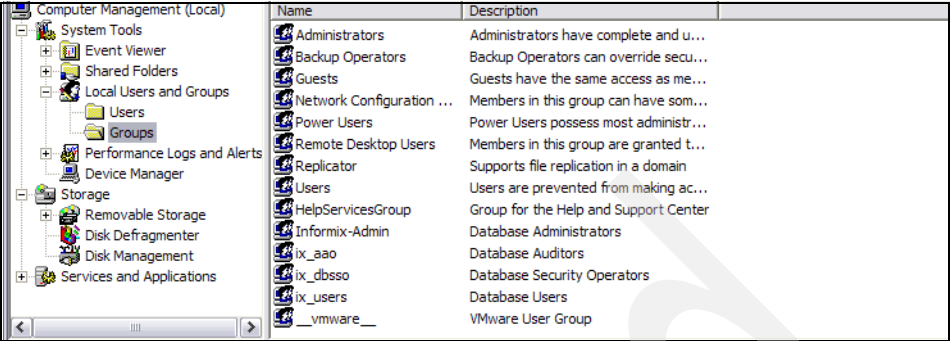 Computer Management (Local)
System Tools
Event Viewer
Shared Folders
Local Users and Groups
Users
Groups
Performance Logs and Alerts
Device Manager
Storage
Removable Storage
Disk Defragmenter
Disk Management
Services and Applications
Name Description
Administrators Administrators have complete and u...
Backup Operators Backup Operators can override secu...
Guests Guests have the same access as me...
Network Configuration ... Members in this group can have som...
Power Users Power Users possess most administr...
Remote Desktop Users Members in this group are granted t...
Replicator Supports file replication in a domain
Users Users are prevented from making ac...
HelpServicesGroup Group for the Help and Support Center
Informix-Admin Database Administrators
ix_aao Database Auditors
ix_dbsso Database Security Operators
ix_users Database Users
__vmware__ VMware User Group